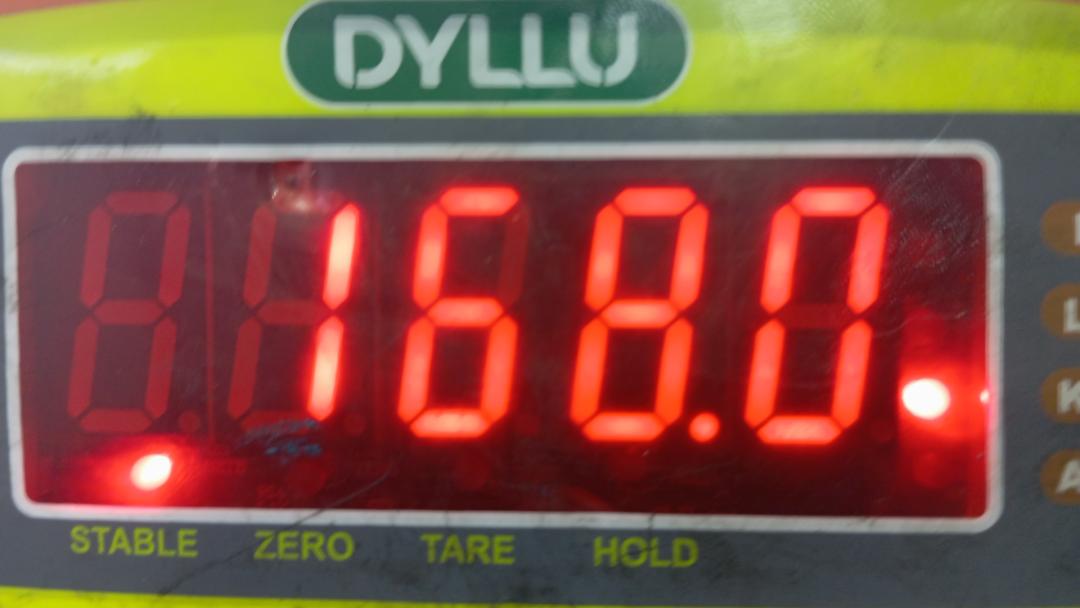 DYLLU
168.0
STABLE ZERO TARE HOLD
L
K
A